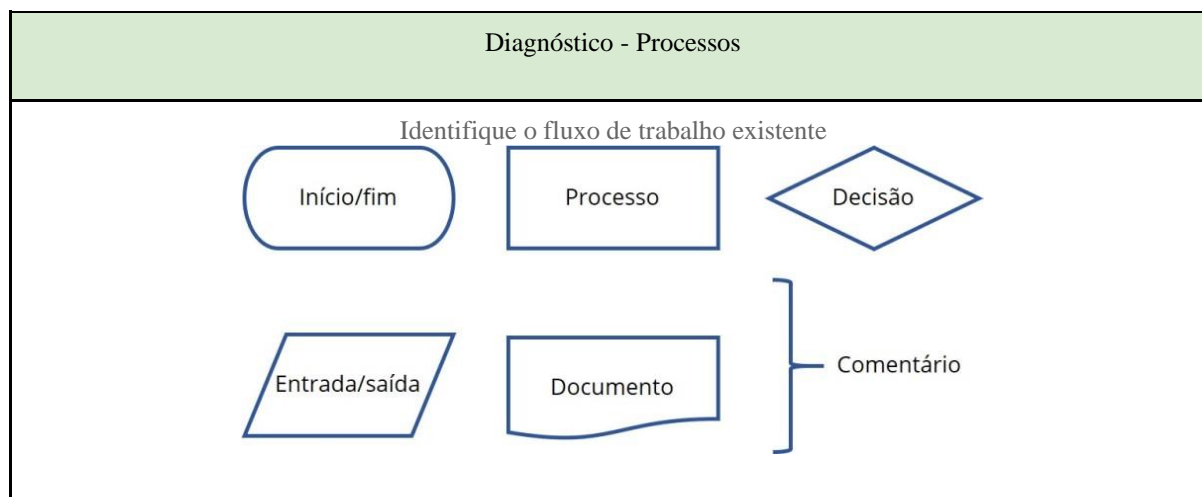 Diagnóstico - Processos
Identifique o fluxo de trabalho existente
Início/fim
Processo
Decisão
Entrada/saída
Documento
Comentário